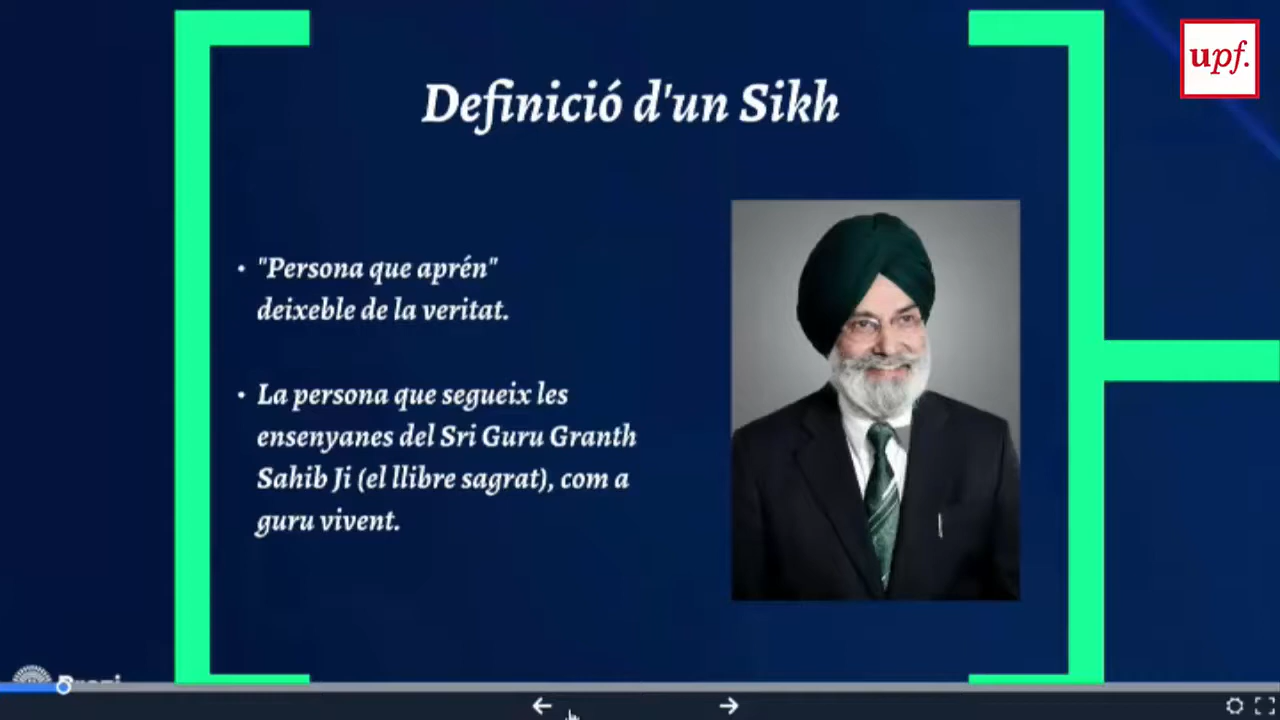 upf.
Definició d'un Sikh
• "Persona que aprén"
deixeble de la veritat.
• La persona que segueix les
ensenyanes del Sri Guru Granth
Sahib Ji (el llibre sagrat), com a
guru vivent.
Prezi